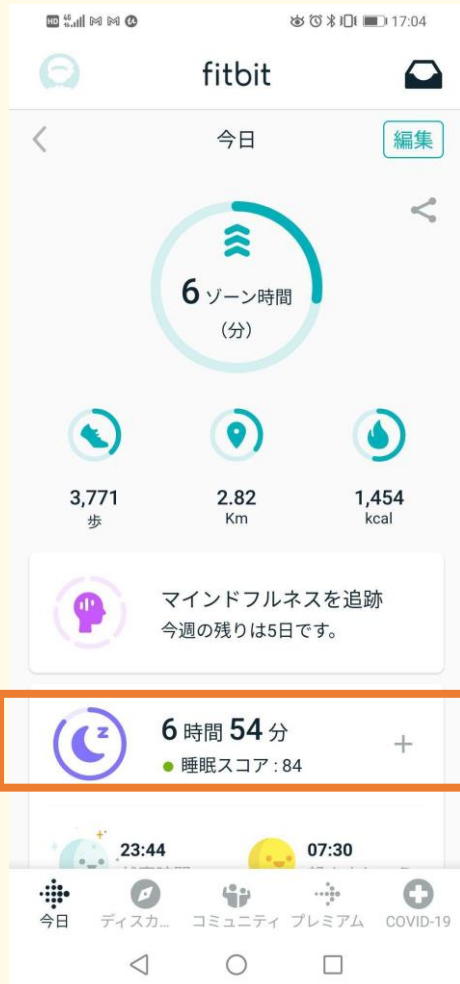 HD 4G 17:04
fitbit
今日 編集
6 ゾーン時間
(分)
3,771 2.82 1,454
歩 Km kcal
マインドフルネスを追跡
今週の残りは5日です。
6 時間 54 分
睡眠スコア : 84
23:44 07:30
今日 ディスカ... コミュニティ プレミアム COVID-19